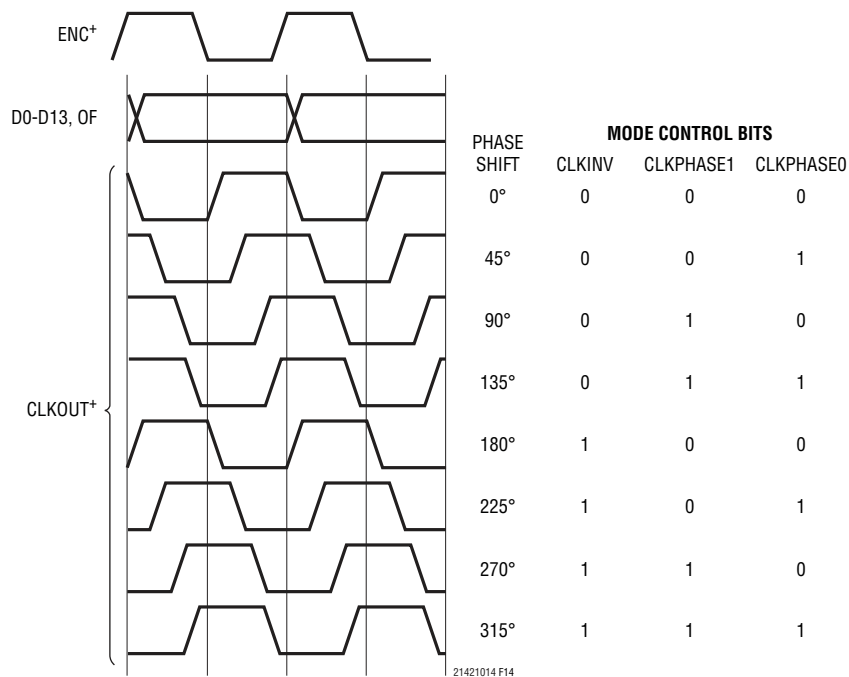 ENC+
D0-D13, OF
PHASE SHIFT
MODE CONTROL BITS
CLKINV CLKPHASE1 CLKPHASE0
0° 0 0 0
45° 0 0 1
90° 0 1 0
135° 0 1 1
CLKOUT+
180° 1 0 0
225° 1 0 1
270° 1 1 0
315° 1 1 1
21421014 F14